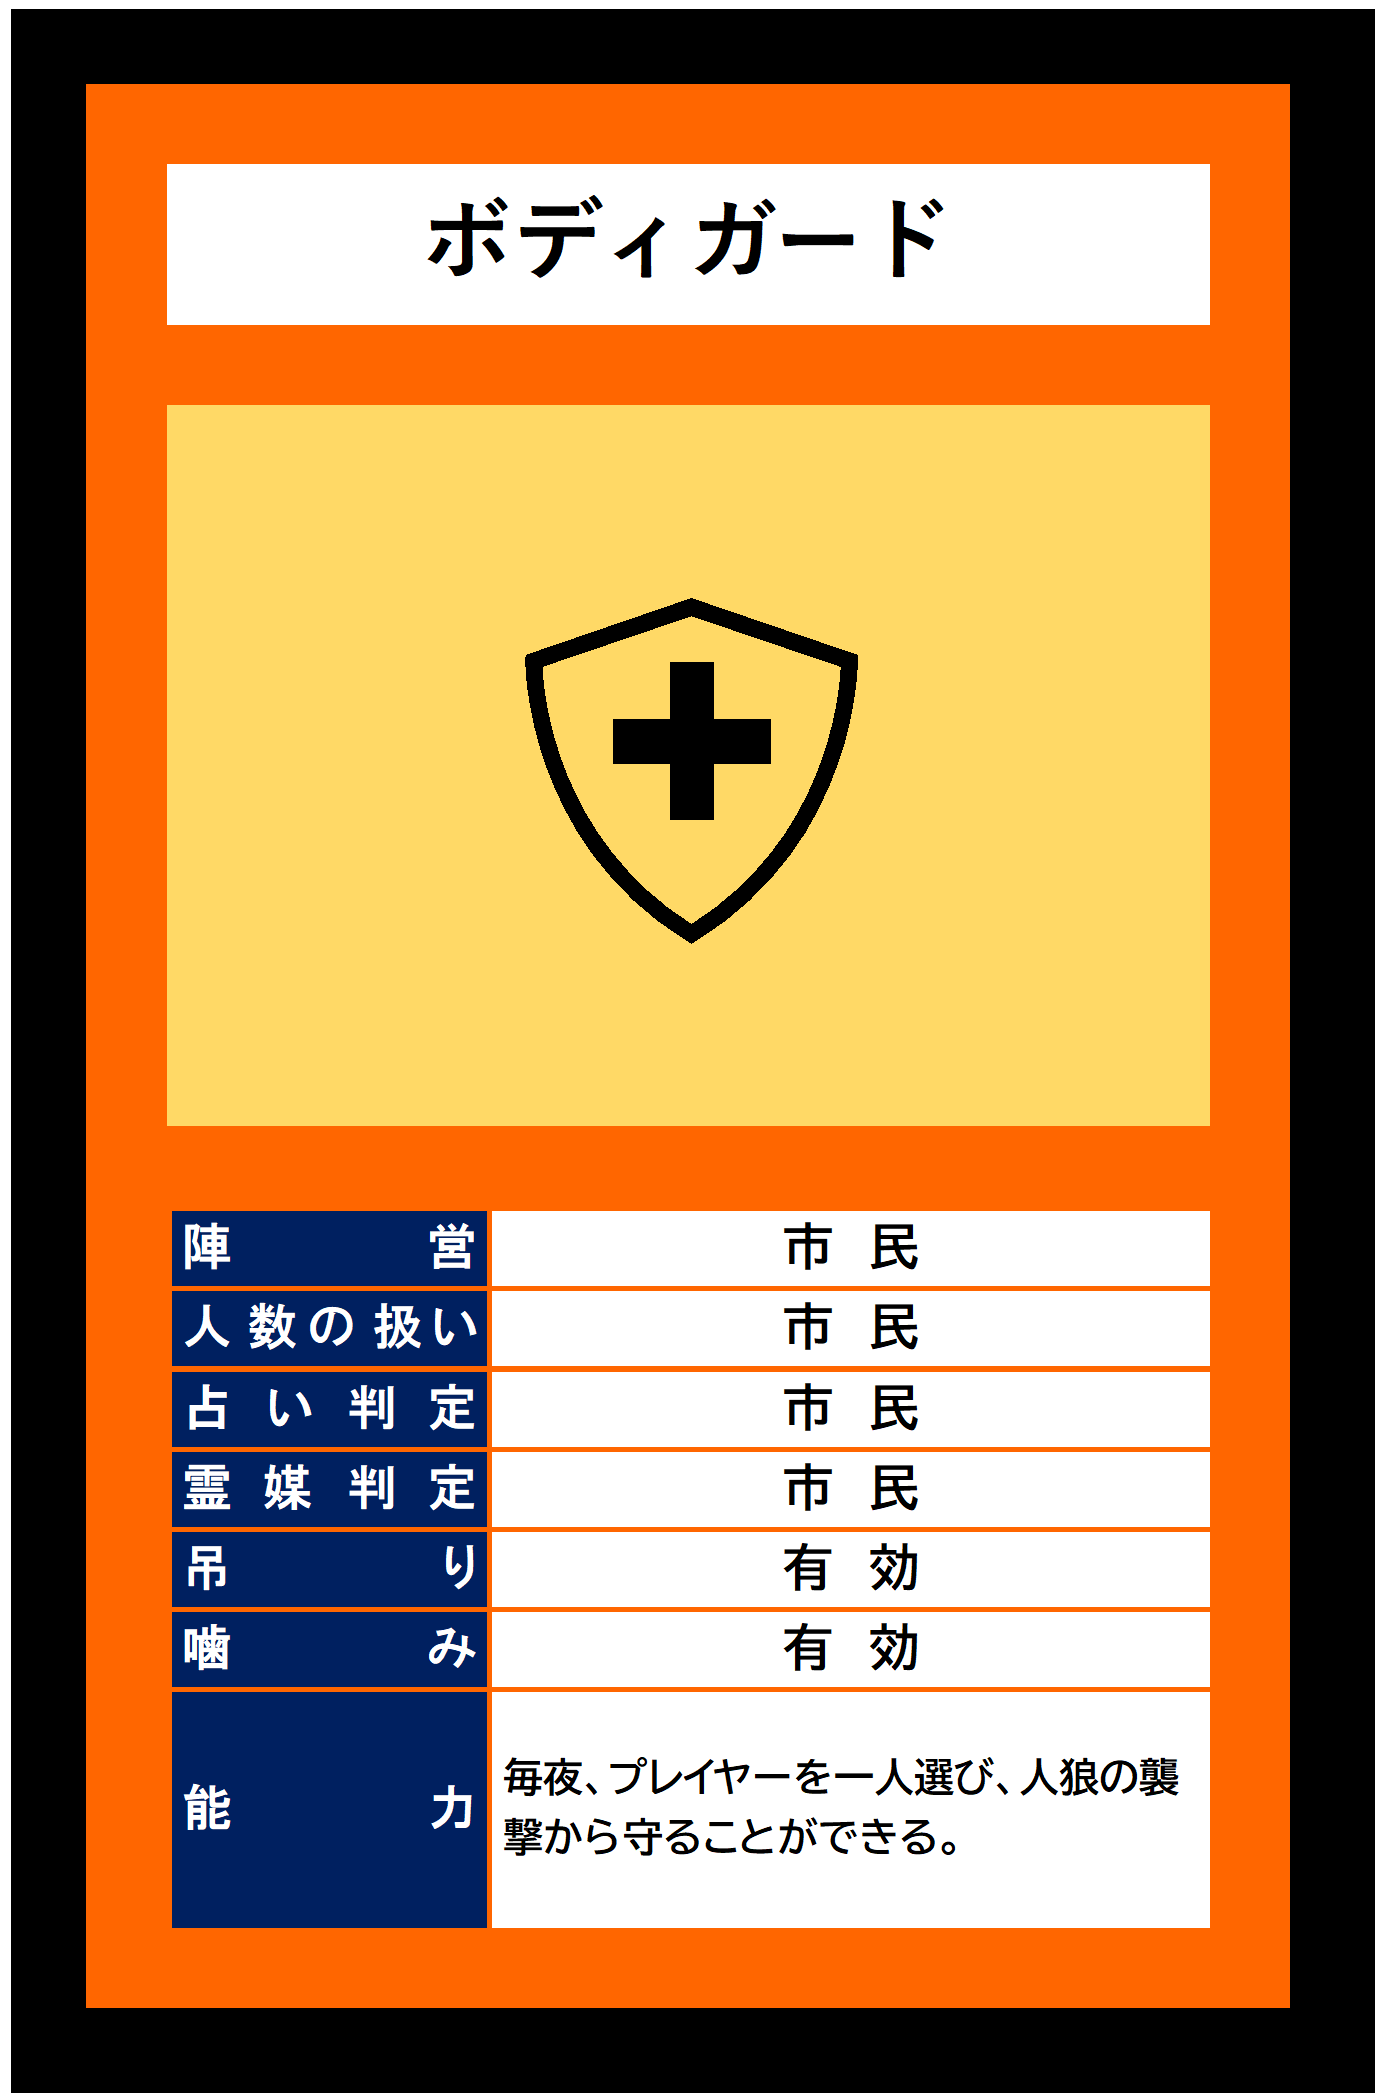 ボディガード
陣営 市民
人数の扱い 市民
占い判定 市民
霊媒判定 市民
吊り 有効
噛み 有効
能力 毎夜、プレイヤーを一人選び、人狼の襲
撃から守ることができる。